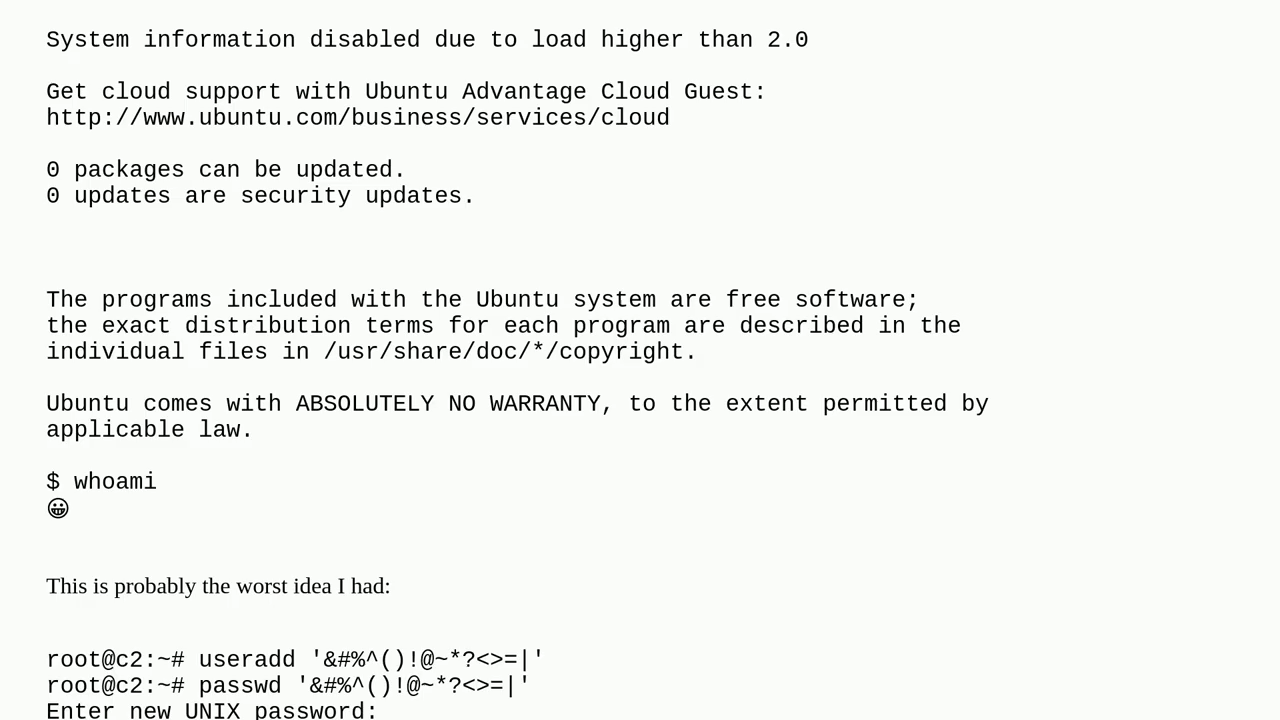 System information disabled due to load higher than 2.0
Get cloud support with Ubuntu Advantage Cloud Guest:
http://www.ubuntu.com/business/services/cloud
0 packages can be updated.
0 updates are security updates.
The programs included with the Ubuntu system are free software;
the exact distribution terms for each program are described in the
individual files in /usr/share/doc/*/copyright.
Ubuntu comes with ABSOLUTELY NO WARRANTY, to the extent permitted by
applicable law.
$ whoami
😀
This is probably the worst idea I had:
root@c2:~# useradd '&#%^()!@~*?<>=|'
root@c2:~# passwd '&#%^()!@~*?<>=|'
Enter new UNIX password: